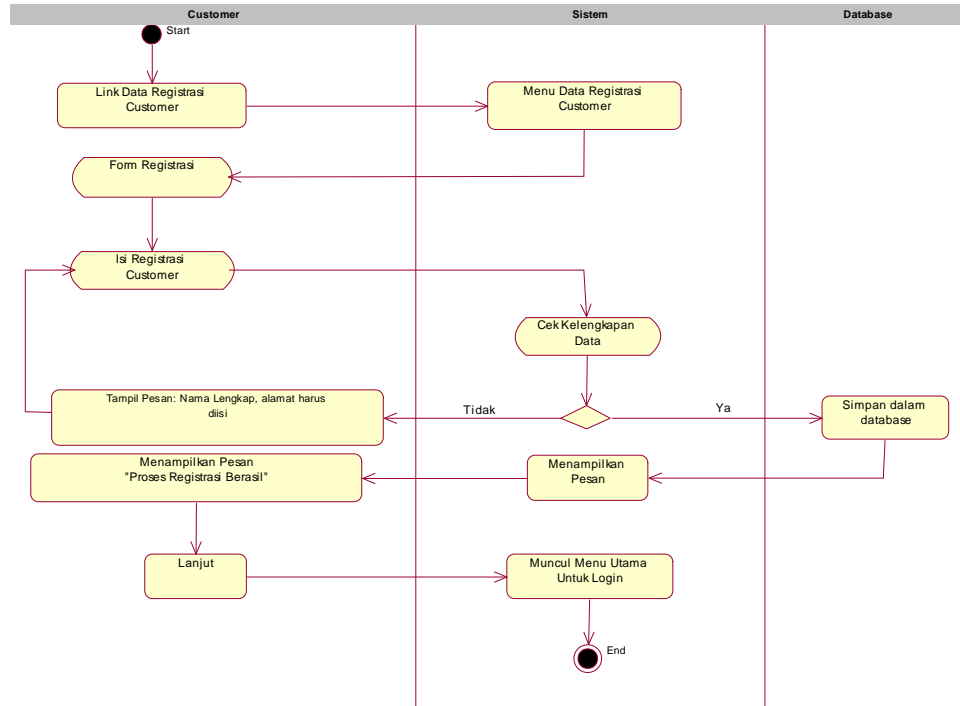 Customer
Sistem
Database
Start
Link Data Registrasi
Customer
Menu Data Registrasi
Customer
Form Registrasi
Isi Registrasi
Customer
Cek Kelengkapan
Data
Tampil Pesan: Nama Lengkap, alamat harus
diisi
Tidak
Ya
Simpan dalam
database
Menampilkan Pesan
"Proses Registrasi Berasil"
Menampilkan
Pesan
Lanjut
Muncul Menu Utama
Untuk Login
End